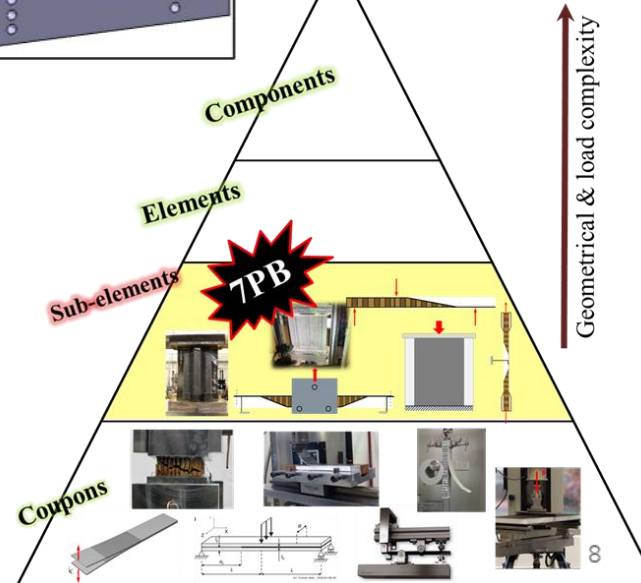 Components
Elements
Sub-elements
7PB
Coupons
Geometrical & load complexity
8